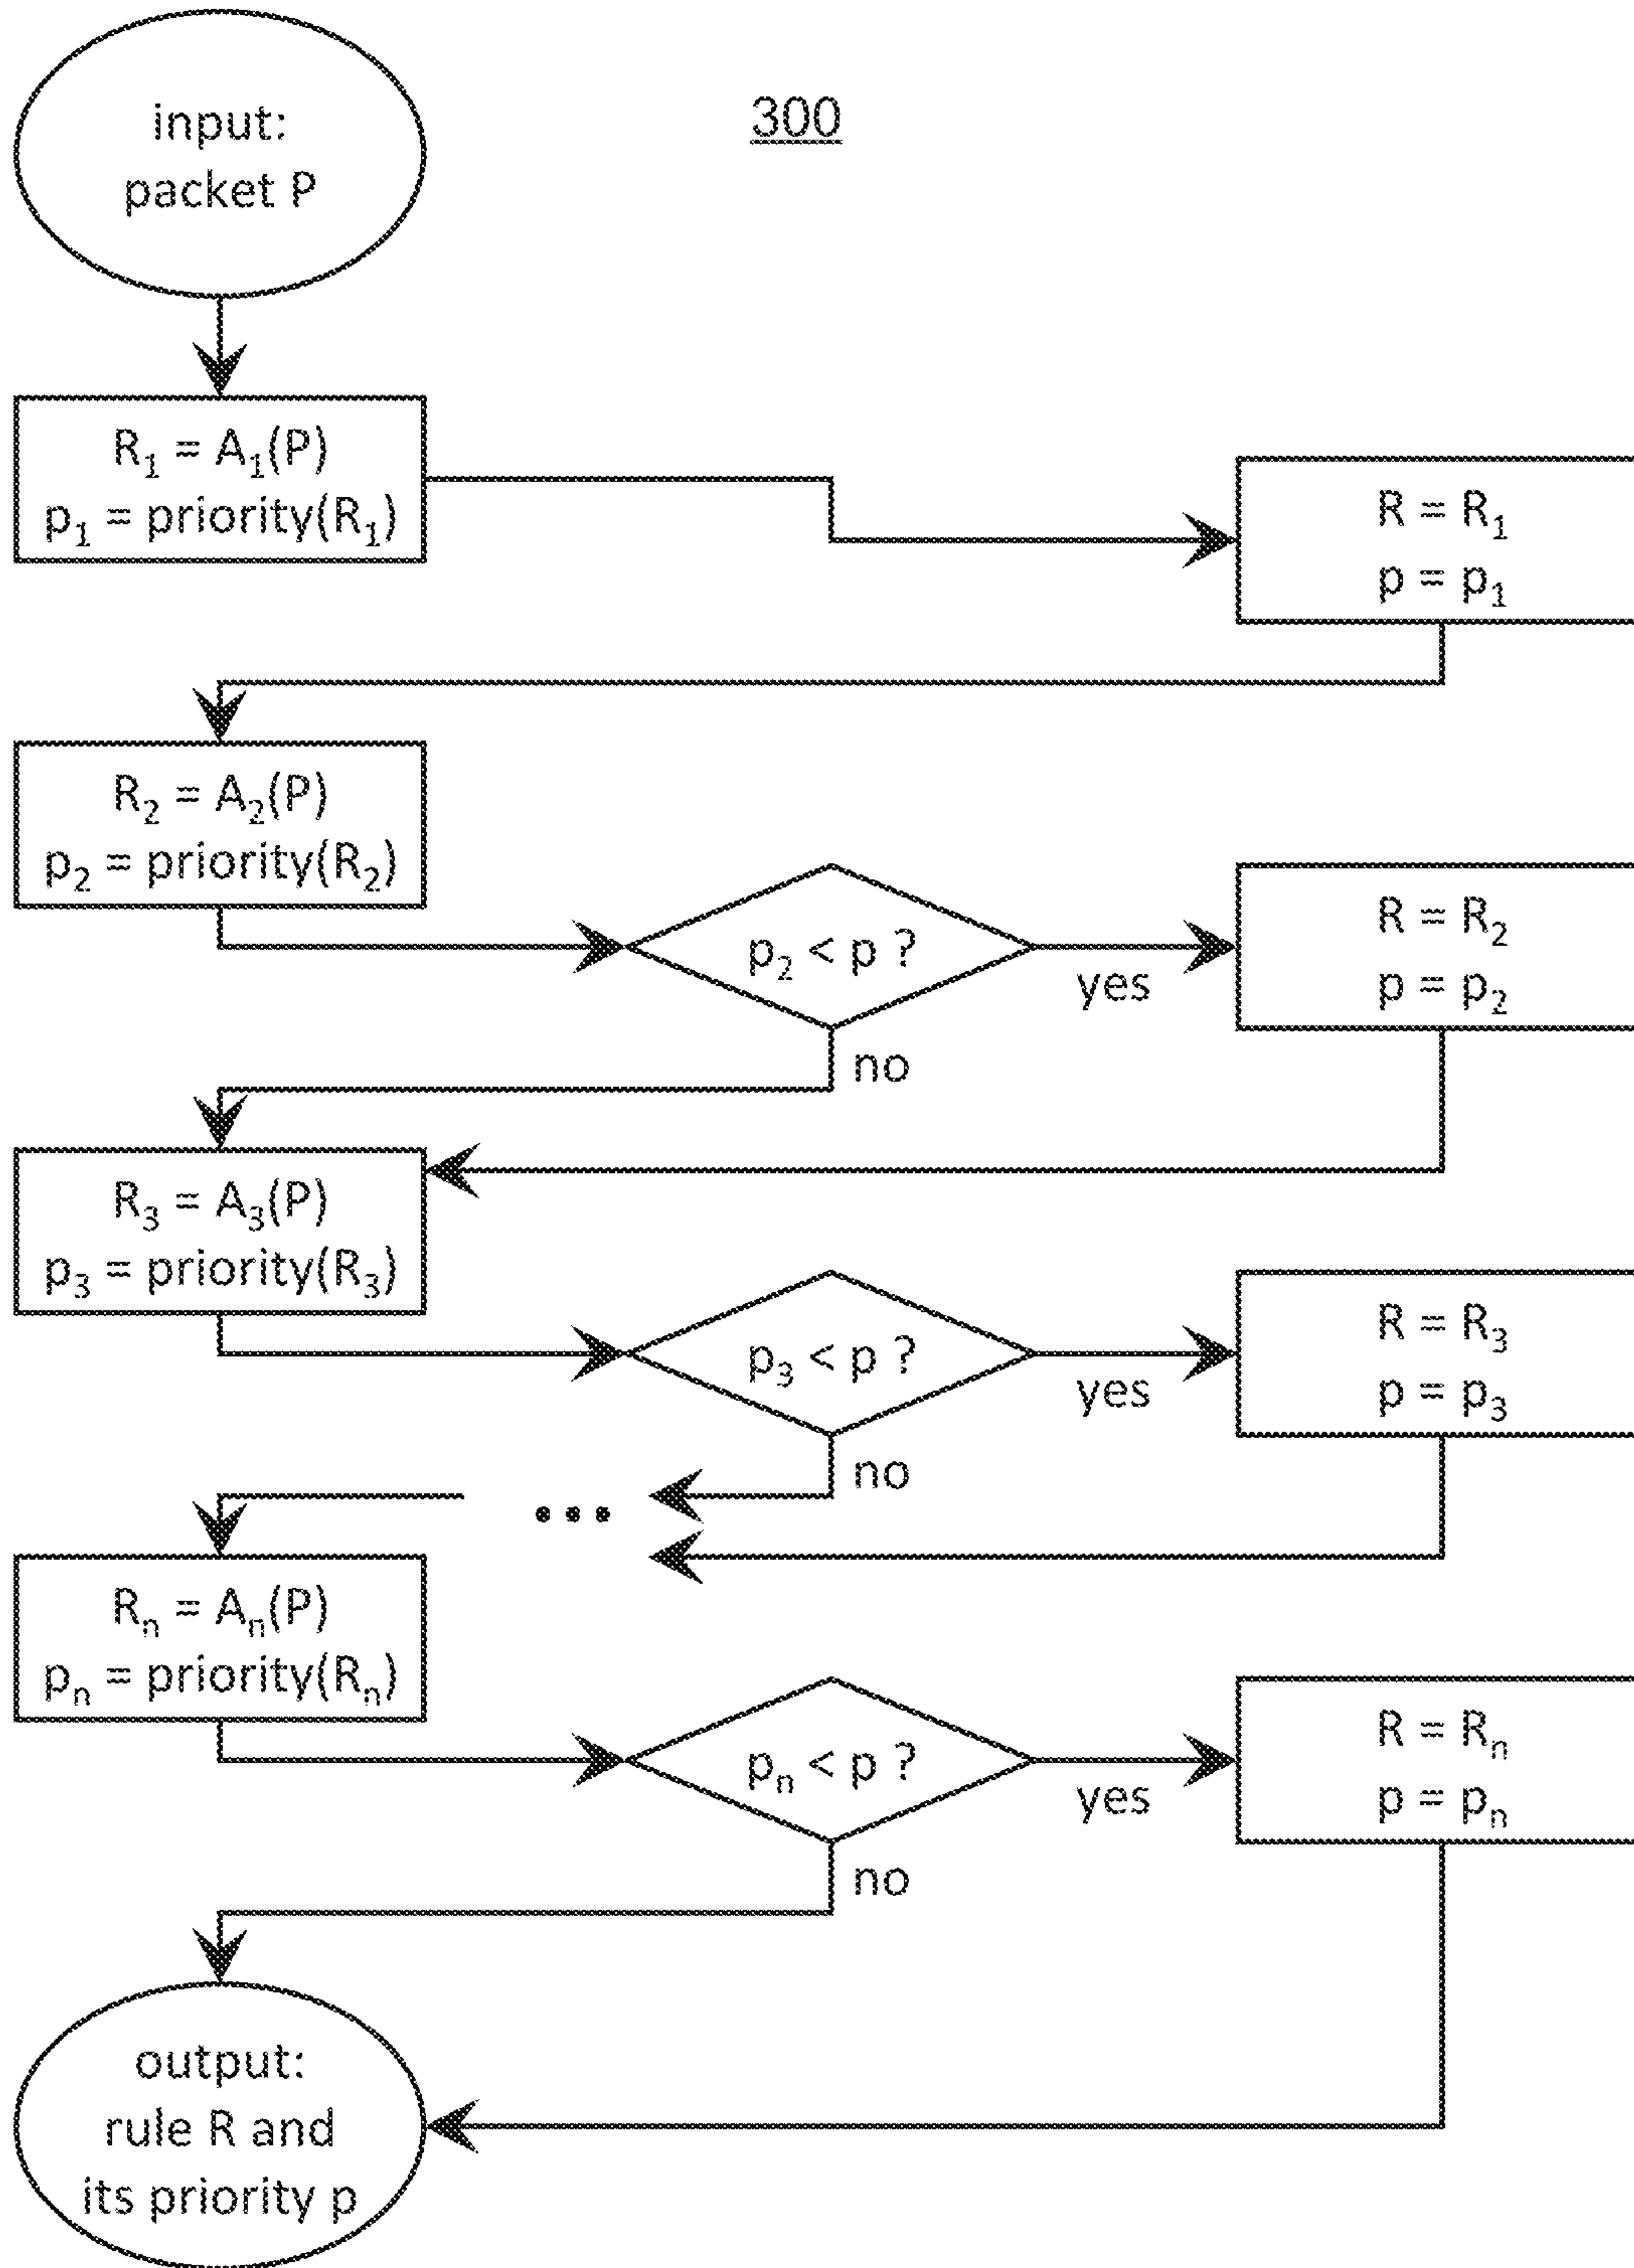 300
input:
packet P
R₁ = A₁(P)
p₁ = priority(R₁)
R = R₁
p = p₁
R₂ = A₂(P)
p₂ = priority(R₂)
p₂ < p ?
yes
R = R₂
p = p₂
no
R₃ = A₃(P)
p₃ = priority(R₃)
p₃ < p ?
yes
R = R₃
p = p₃
no
...
Rₙ = Aₙ(P)
pₙ = priority(Rₙ)
pₙ < p ?
yes
R = Rₙ
p = pₙ
no
output:
rule R and
its priority p